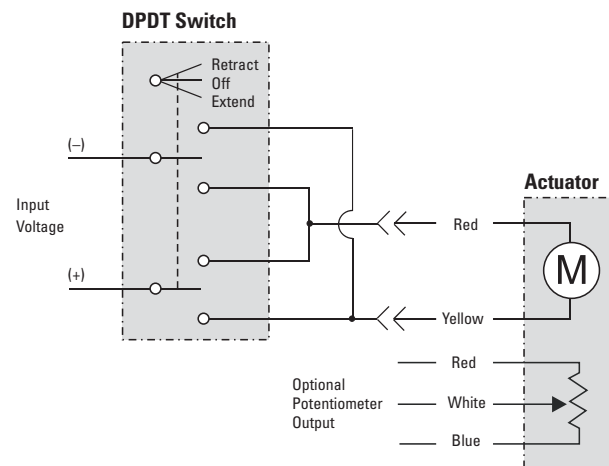 DPDT Switch
Retract
Off
Extend
(–)
Input
Voltage
(+)
Actuator
Red
M
Yellow
Red
Optional
Potentiometer
Output
White
Blue